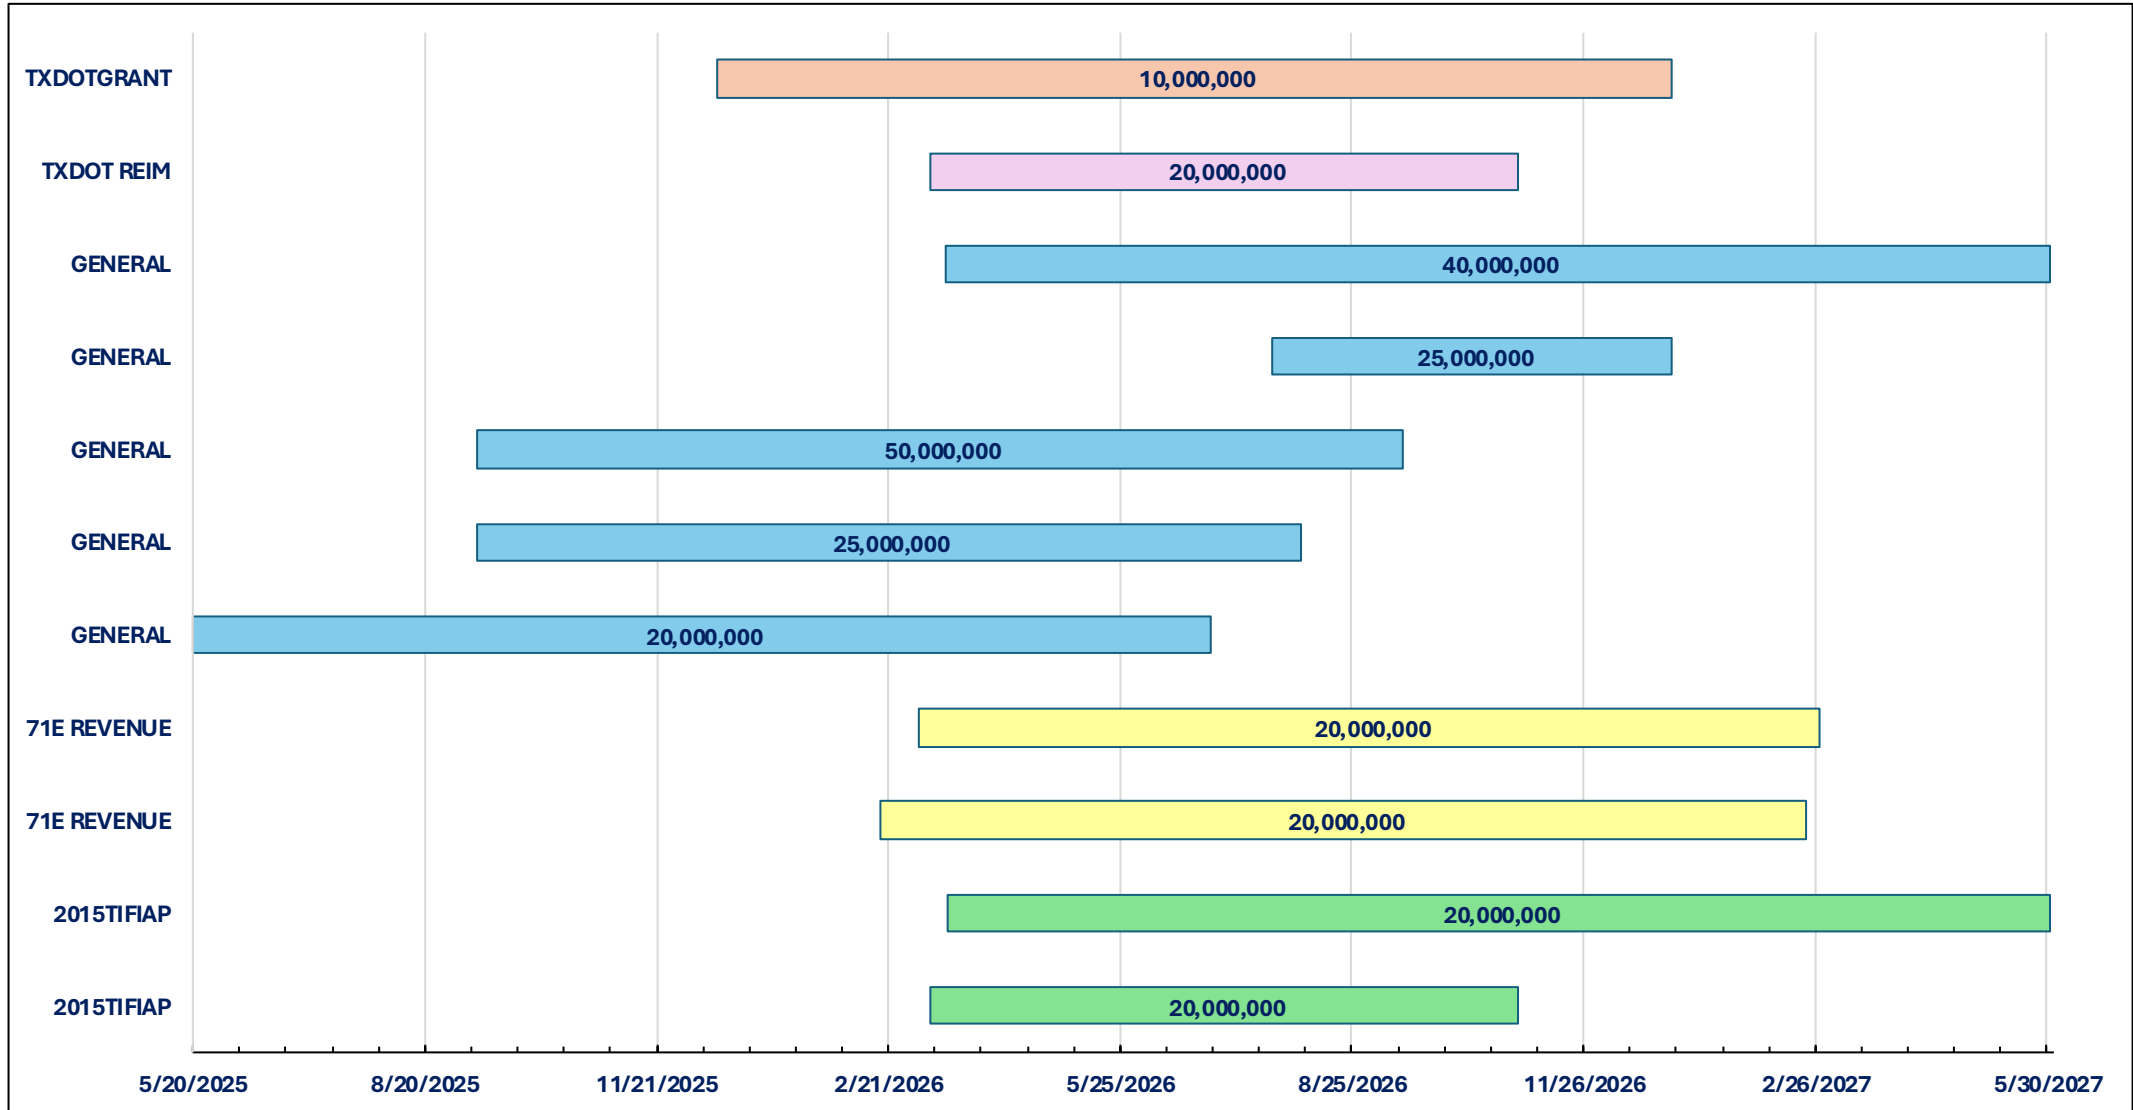 TXDOTGRANT 10,000,000
TXDOT REIM 20,000,000
GENERAL 40,000,000
GENERAL 25,000,000
GENERAL 50,000,000
GENERAL 25,000,000
GENERAL 20,000,000
71E REVENUE 20,000,000
71E REVENUE 20,000,000
2015TIFIAP 20,000,000
2015TIFIAP 20,000,000
5/20/2025 8/20/2025 11/21/2025 2/21/2026 5/25/2026 8/25/2026 11/26/2026 2/26/2027 5/30/2027